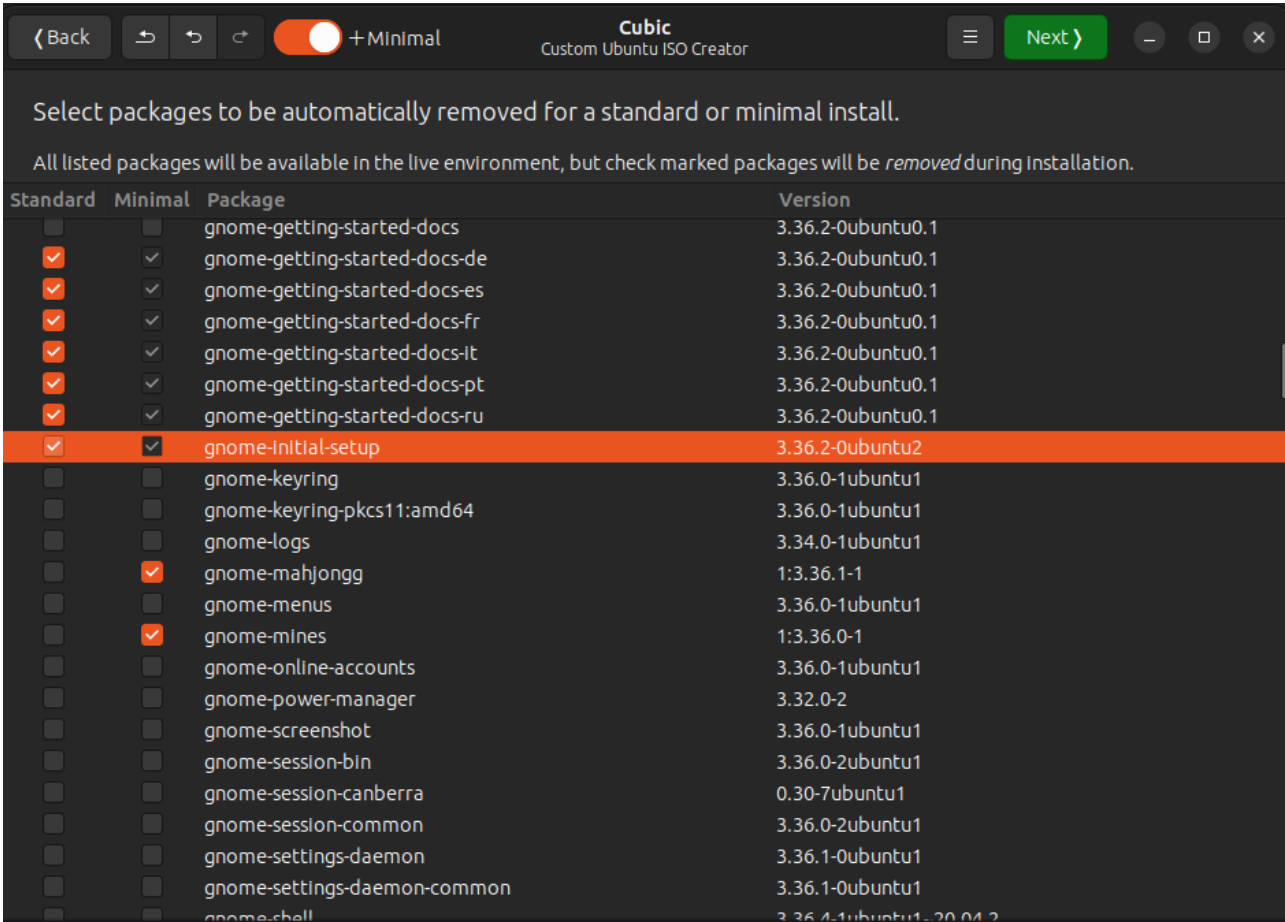 Back
+Minimal
Cubic
Custom Ubuntu ISO Creator
Next
Select packages to be automatically removed for a standard or minimal install.
All listed packages will be available in the live environment, but check marked packages will be removed during installation.
Standard Minimal Package Version
gnome-getting-started-docs 3.36.2-0ubuntu0.1
gnome-getting-started-docs-de 3.36.2-0ubuntu0.1
gnome-getting-started-docs-es 3.36.2-0ubuntu0.1
gnome-getting-started-docs-fr 3.36.2-0ubuntu0.1
gnome-getting-started-docs-it 3.36.2-0ubuntu0.1
gnome-getting-started-docs-pt 3.36.2-0ubuntu0.1
gnome-getting-started-docs-ru 3.36.2-0ubuntu0.1
gnome-initial-setup 3.36.2-0ubuntu2
gnome-keyring 3.36.0-1ubuntu1
gnome-keyring-pkcs11:amd64 3.36.0-1ubuntu1
gnome-logs 3.34.0-1ubuntu1
gnome-mahjongg 1:3.36.1-1
gnome-menus 3.36.0-1ubuntu1
gnome-mines 1:3.36.0-1
gnome-online-accounts 3.36.0-1ubuntu1
gnome-power-manager 3.32.0-2
gnome-screenshot 3.36.0-1ubuntu1
gnome-session-bin 3.36.0-2ubuntu1
gnome-session-canberra 0.30-7ubuntu1
gnome-session-common 3.36.0-2ubuntu1
gnome-settings-daemon 3.36.1-0ubuntu1
gnome-settings-daemon-common 3.36.1-0ubuntu1
gnome-shell 3.36.4-1ubuntu1~20.04.2